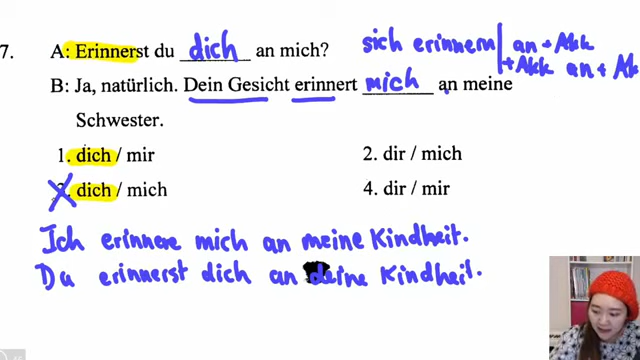 7. A: Erinnerst du dich an mich? sich erinnern an + Akk
+ Akk an + Ak
B: Ja, natürlich. Dein Gesicht erinnert mich an meine
Schwester.
1. dich / mir 2. dir / mich
3. dich / mich 4. dir / mir
Ich erinnere mich an meine Kindheit.
Du erinnerst dich an deine Kindheit.